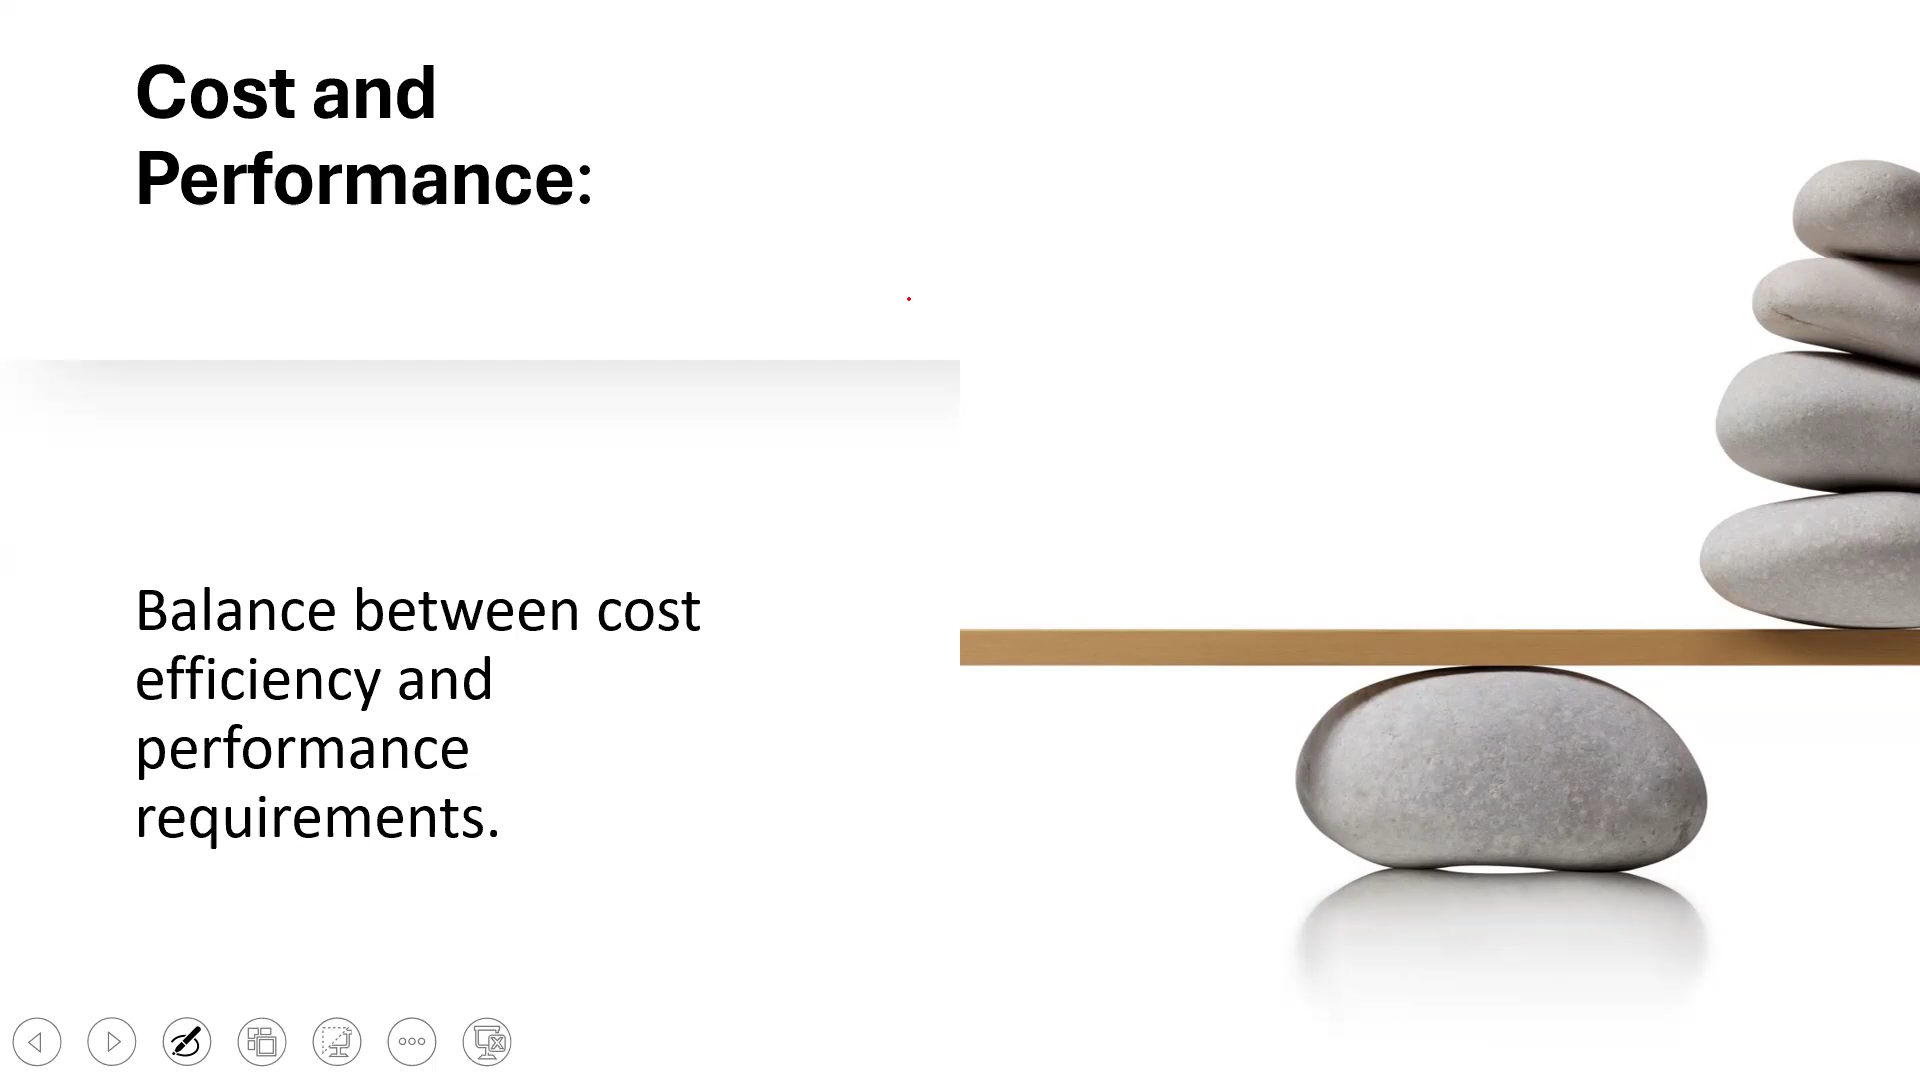 Cost and
Performance:
Balance between cost
efficiency and
performance
requirements.